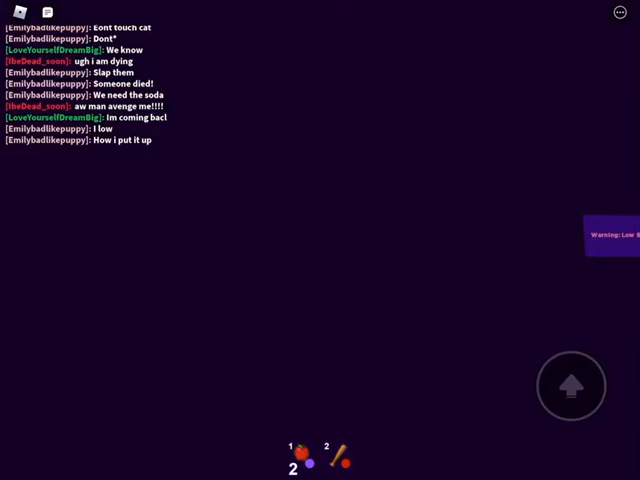 [Emilybadlikepuppy]: Eont touch cat
[Emilybadlikepuppy]: Dont*
[LoveYourselfDreamBig]: We know
[IbeDead_soon]: ugh i am dying
[Emilybadlikepuppy]: Slap them
[Emilybadlikepuppy]: Someone died!
[Emilybadlikepuppy]: We need the soda
[IbeDead_soon]: aw man avenge me!!!!
[LoveYourselfDreamBig]: Im coming bacl
[Emilybadlikepuppy]: I low
[Emilybadlikepuppy]: How i put it up
Warning: Low
1
2
2